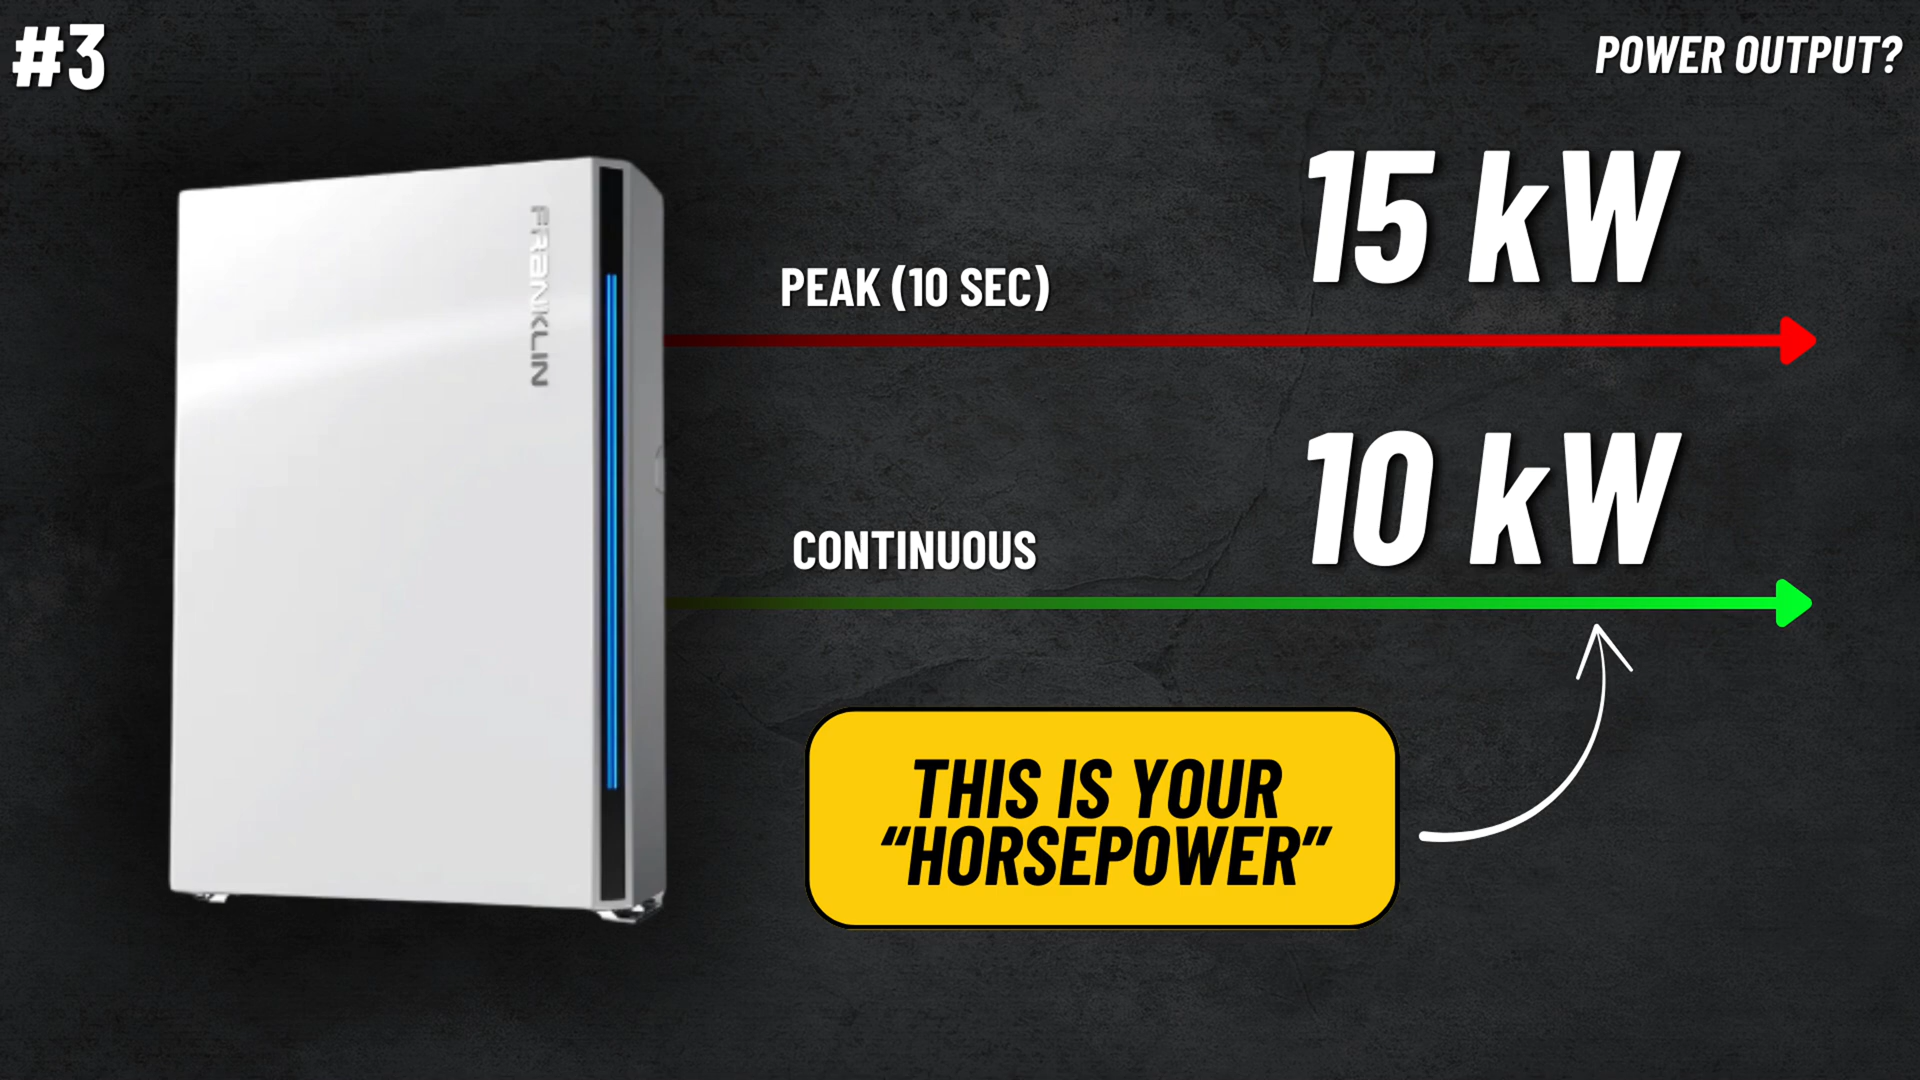 #3
POWER OUTPUT?
FRANKLIN
PEAK (10 SEC)
15 kW
CONTINUOUS
10 kW
THIS IS YOUR
“HORSEPOWER”